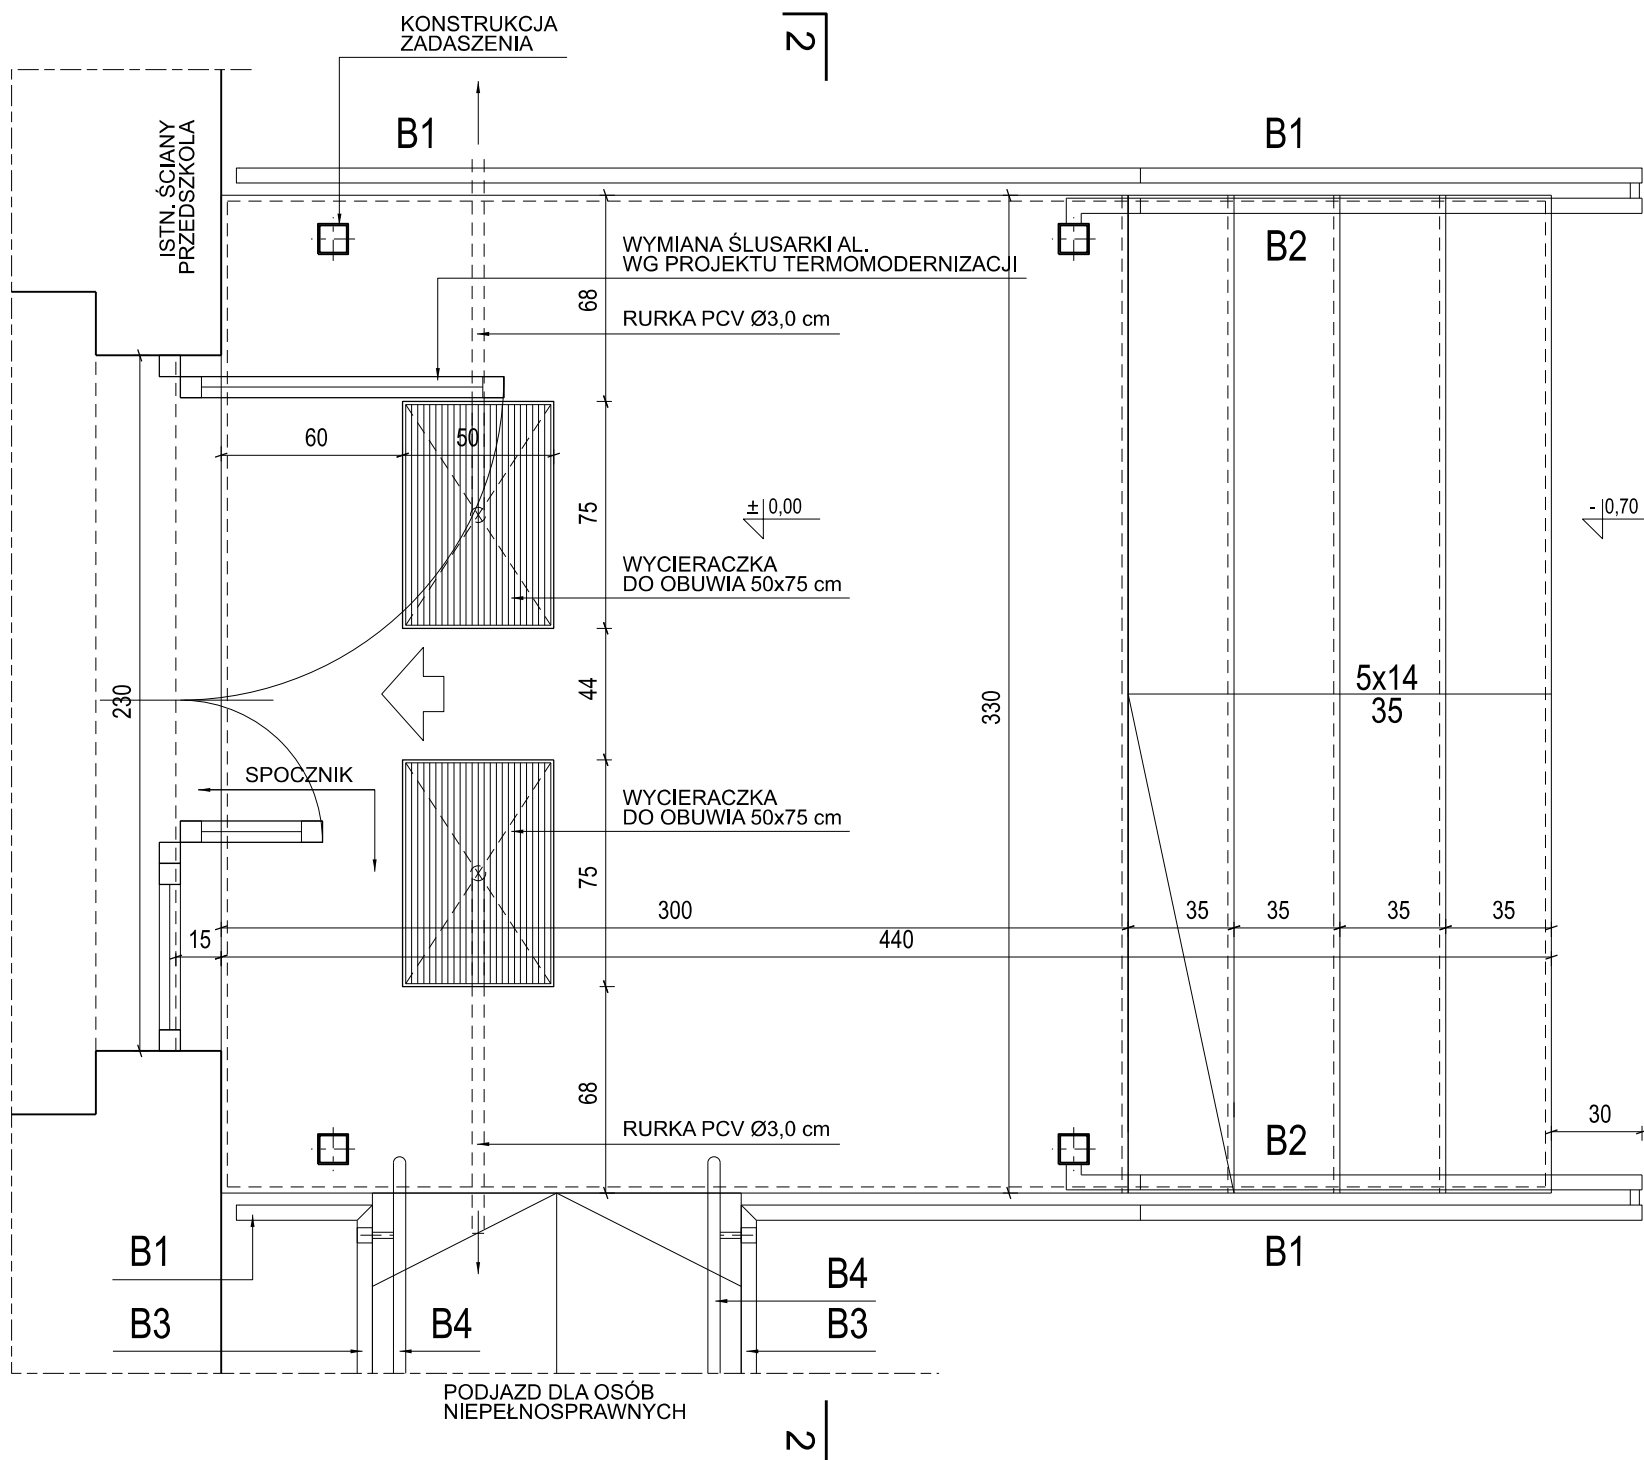 KONSTRUKCJA
ZADASZENIA
2
ISTN. ŚCIANY
PRZEDSZKOLA
B1
B1
B2
WYMIANA ŚLUSARKI AL.
WG PROJEKTU TERMOMODERNIZACJI
68
RURKA PCV Ø3,0 cm
60
50
75
± 0,00
- 0,70
WYCIERACZKA
DO OBUWIA 50x75 cm
230
44
330
5x14
35
SPOCZNIK
WYCIERACZKA
DO OBUWIA 50x75 cm
75
300
35
35
35
35
15
440
68
RURKA PCV Ø3,0 cm
B2
30
B1
B1
B3
B4
B4
B3
PODJAZD DLA OSÓB
NIEPEŁNOSPRAWNYCH
2